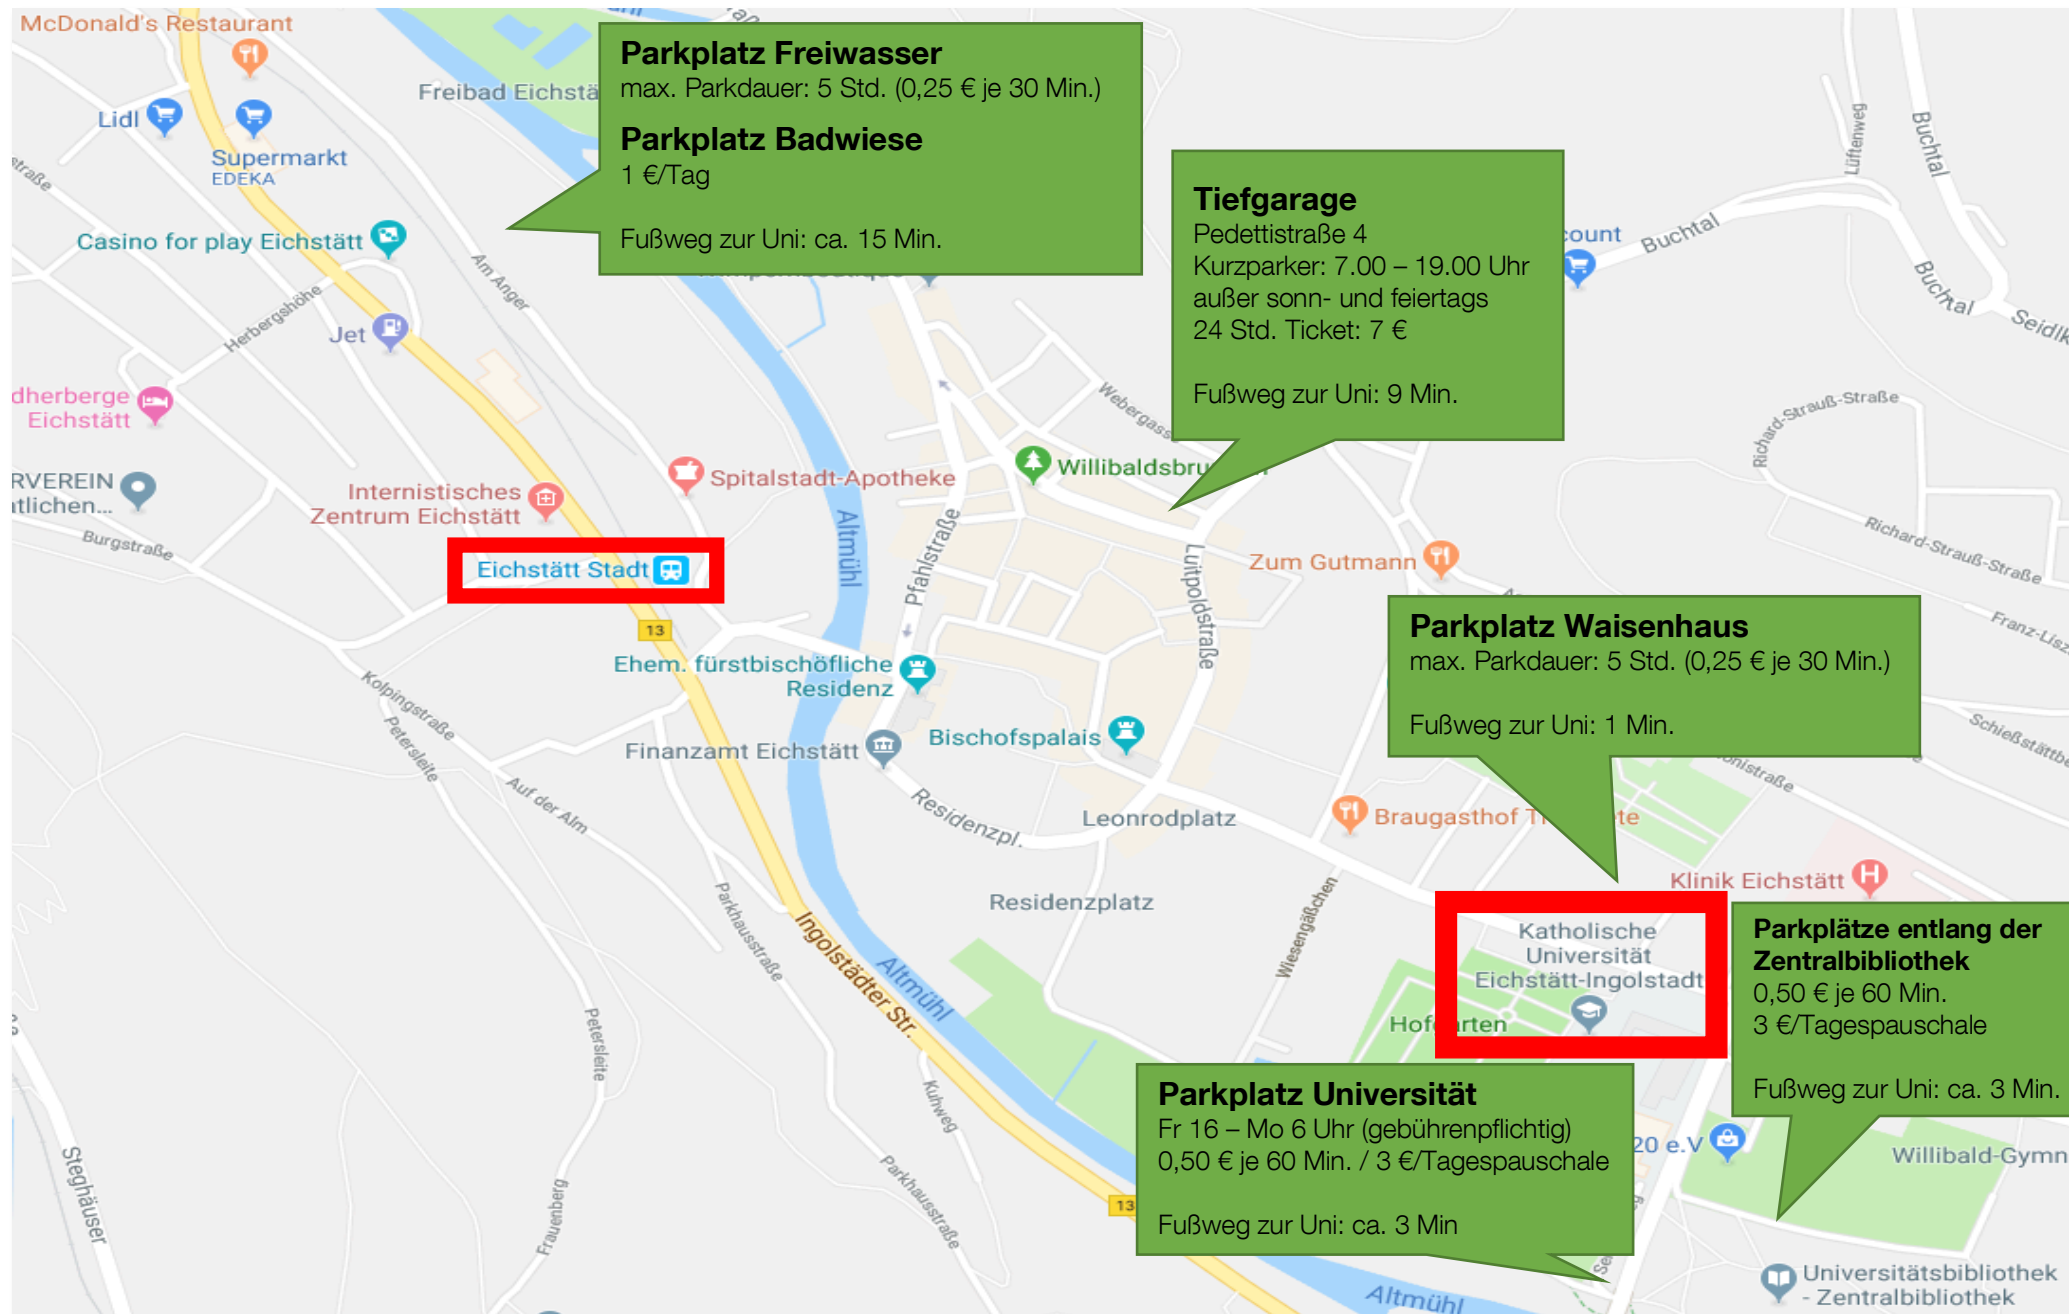 McDonald's Restaurant
Lidl
Supermarkt
EDEKA
Casino for play Eichstätt
Am Anger
Herbergshöhe
Jet
Eichstätt
Freibad
Parkplatz Freiwasser
max. Parkdauer: 5 Std. (0,25 € je 30 Min.)
Parkplatz Badwiese
1 €/Tag
Fußweg zur Uni: ca. 15 Min.
Tiefgarage
Pedettistraße 4
Kurzparker: 7.00 – 19.00 Uhr
außer sonn- und feiertags
24 Std. Ticket: 7 €
Fußweg zur Uni: 9 Min.
Lüftenweg
Buchtal
Buchtal
Buchtal
Richard-Strauß-Straße
Richard-Strauß-Straße
Internistisches
Zentrum Eichstätt
Spitalstadt-Apotheke
Burgstraße
Eichstätt Stadt
13
Altmühl
Pfahlstraße
Luitpoldstraße
Zum Gutmann
Ehem. fürstbischöfliche
Residenz
Finanzamt Eichstätt
Bischofspalais
Kolpingstraße
Petersleite
Auf der Alm
Residenzpl.
Leonrodplatz
Residenzplatz
Parkplatz Waisenhaus
max. Parkdauer: 5 Std. (0,25 € je 30 Min.)
Fußweg zur Uni: 1 Min.
Braugasthof
Klinik Eichstätt
Wiesengäßchen
Katholische
Universität
Eichstätt-Ingolstadt
Hofgarten
Parkplätze entlang der
Zentralbibliothek
0,50 € je 60 Min.
3 €/Tagespauschale
Fußweg zur Uni: ca. 3 Min.
Parkhausstraße
Ingolstädter Str.
Altmühl
Petersleite
Kuhweg
Parkhausstraße
Frauenberg
Steghäuser
Parkplatz Universität
Fr 16 – Mo 6 Uhr (gebührenpflichtig)
0,50 € je 60 Min. / 3 €/Tagespauschale
Fußweg zur Uni: ca. 3 Min
13
20 e.V
Altmühl
Universitätsbibliothek
- Zentralbibliothek